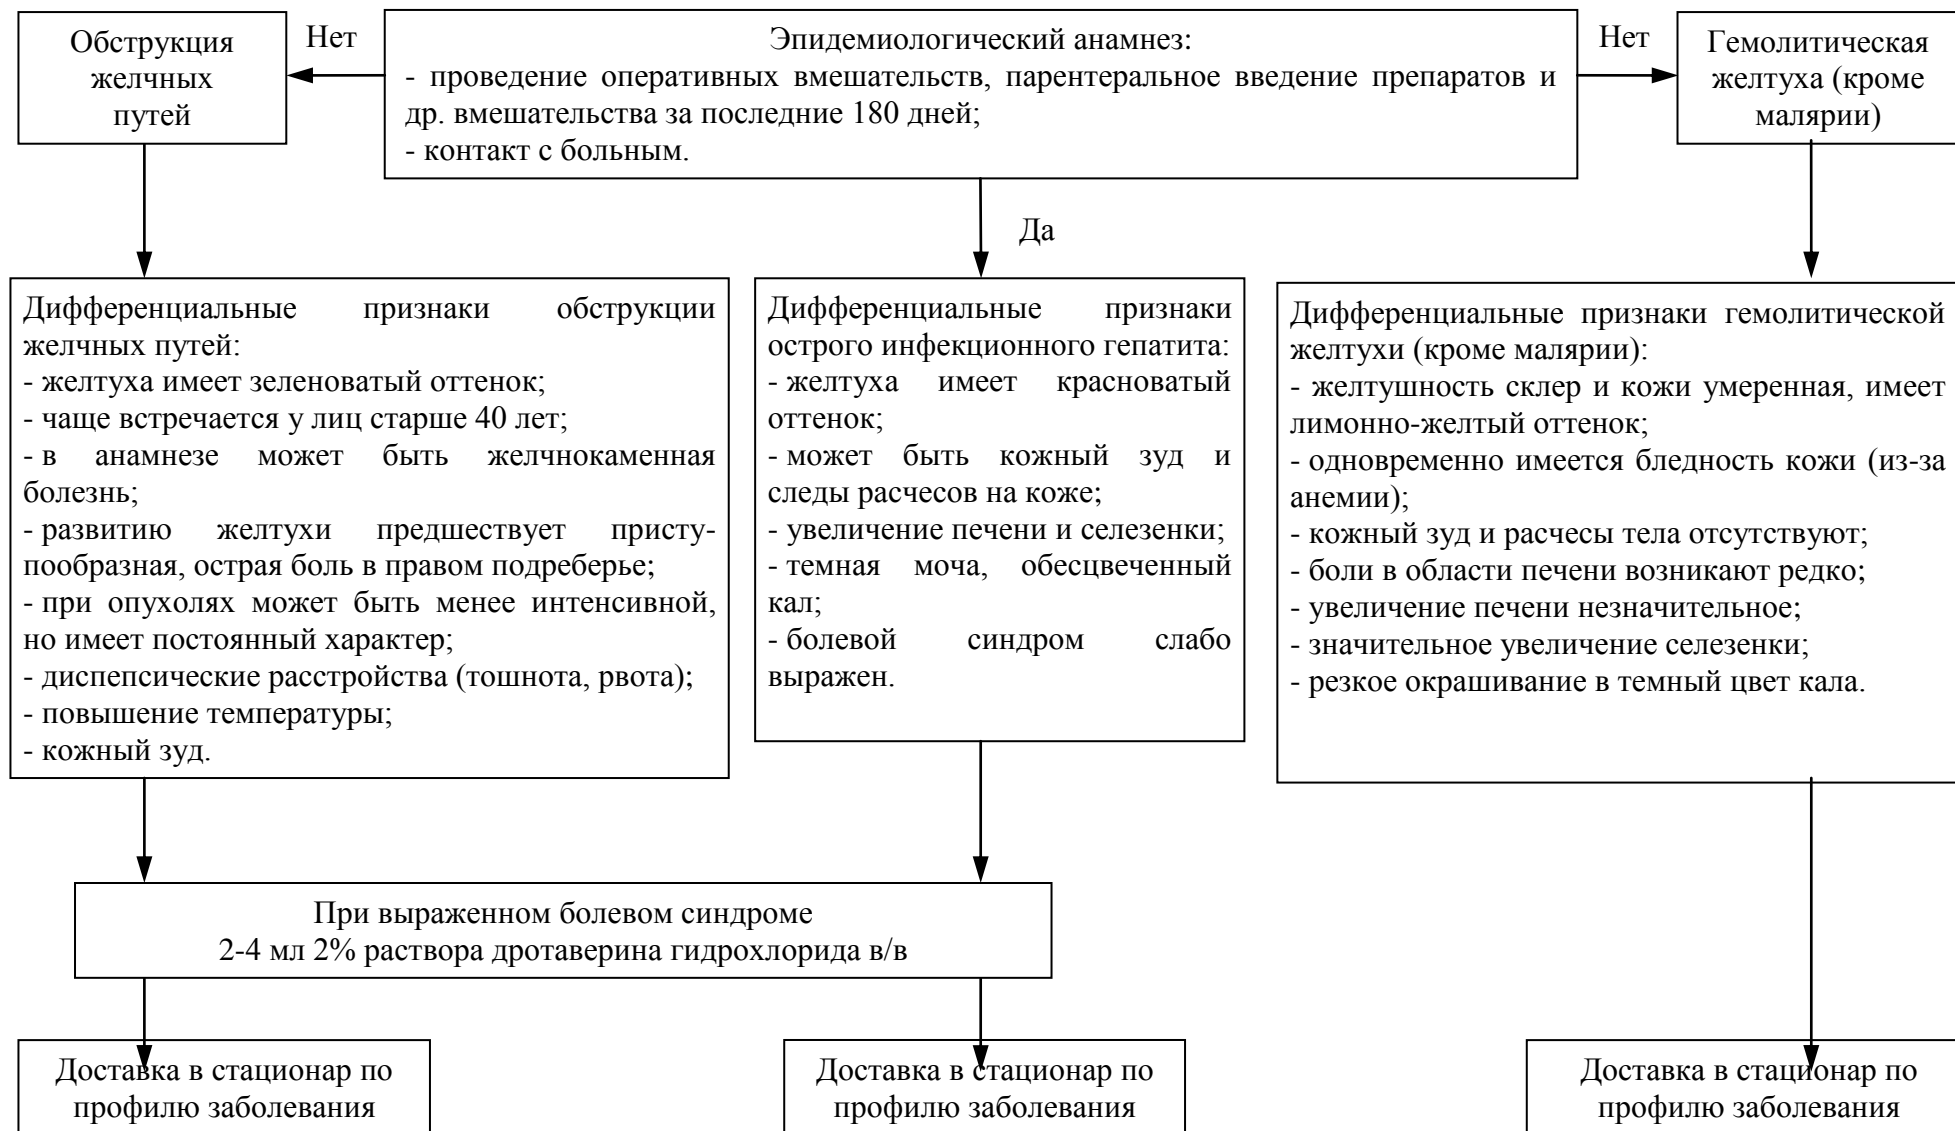 Обструкция
желчных
путей
Нет
Эпидемиологический анамнез:
- проведение оперативных вмешательств, парентеральное введение препаратов и
др. вмешательства за последние 180 дней;
- контакт с больным.
Нет
Гемолитическая
желтуха (кроме
малярии)
Да
Дифференциальные признаки обструкции
желчных путей:
- желтуха имеет зеленоватый оттенок;
- чаще встречается у лиц старше 40 лет;
- в анамнезе может быть желчнокаменная
болезнь;
- развитию желтухи предшествует присту-
пообразная, острая боль в правом подреберье;
- при опухолях может быть менее интенсивной,
но имеет постоянный характер;
- диспепсические расстройства (тошнота, рвота);
- повышение температуры;
- кожный зуд.
Дифференциальные признаки
острого инфекционного гепатита:
- желтуха имеет красноватый
оттенок;
- может быть кожный зуд и
следы расчесов на коже;
- увеличение печени и селезенки;
- темная моча, обесцвеченный
кал;
- болевой синдром слабо
выражен.
Дифференциальные признаки гемолитической
желтухи (кроме малярии):
- желтушность склер и кожи умеренная, имеет
лимонно-желтый оттенок;
- одновременно имеется бледность кожи (из-за
анемии);
- кожный зуд и расчесы тела отсутствуют;
- боли в области печени возникают редко;
- увеличение печени незначительное;
- значительное увеличение селезенки;
- резкое окрашивание в темный цвет кала.
При выраженном болевом синдроме
2-4 мл 2% раствора дротаверина гидрохлорида в/в
Доставка в стационар по
профилю заболевания
Доставка в стационар по
профилю заболевания
Доставка в стационар по
профилю заболевания